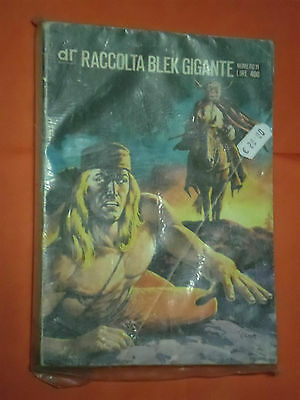 dr RACCOLTA BLEK GIGANTE
NUMERO 11
LIRE 400